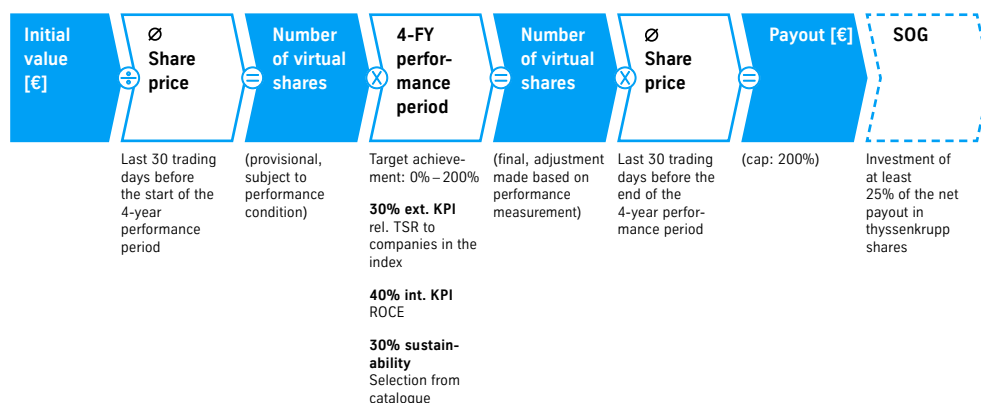 Initial
value
[€]
÷
Ø
Share
price
=
Number
of virtual
shares
X
4-FY
perfor-
mance
period
=
Number
of virtual
shares
X
Ø
Share
price
=
Payout [€]
SOG
Last 30 trading
days before
the start of the
4-year
performance
period
(provisional,
subject to
performance
condition)
Target achieve-
ment: 0% – 200%
30% ext. KPI
rel. TSR to
companies in the
index
40% int. KPI
ROCE
30% sustain-
ability
Selection from
catalogue
(final, adjustment
made based on
performance
measurement)
Last 30 trading
days before the
end of the
4-year perfor-
mance period
(cap: 200%)
Investment of
at least
25% of the net
payout in
thyssenkrupp
shares